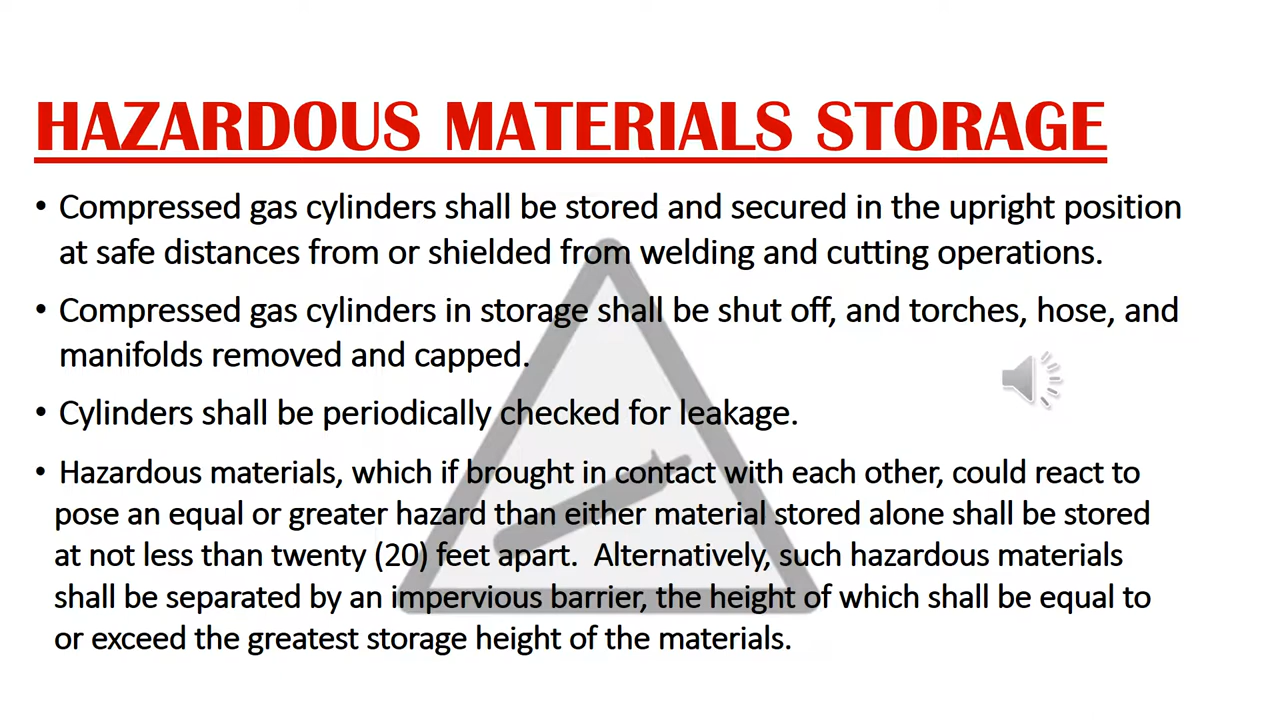 HAZARDOUS MATERIALS STORAGE
• Compressed gas cylinders shall be stored and secured in the upright position
at safe distances from or shielded from welding and cutting operations.
• Compressed gas cylinders in storage shall be shut off, and torches, hose, and
manifolds removed and capped.
• Cylinders shall be periodically checked for leakage.
• Hazardous materials, which if brought in contact with each other, could react to
pose an equal or greater hazard than either material stored alone shall be stored
at not less than twenty (20) feet apart.  Alternatively, such hazardous materials
shall be separated by an impervious barrier, the height of which shall be equal to
or exceed the greatest storage height of the materials.